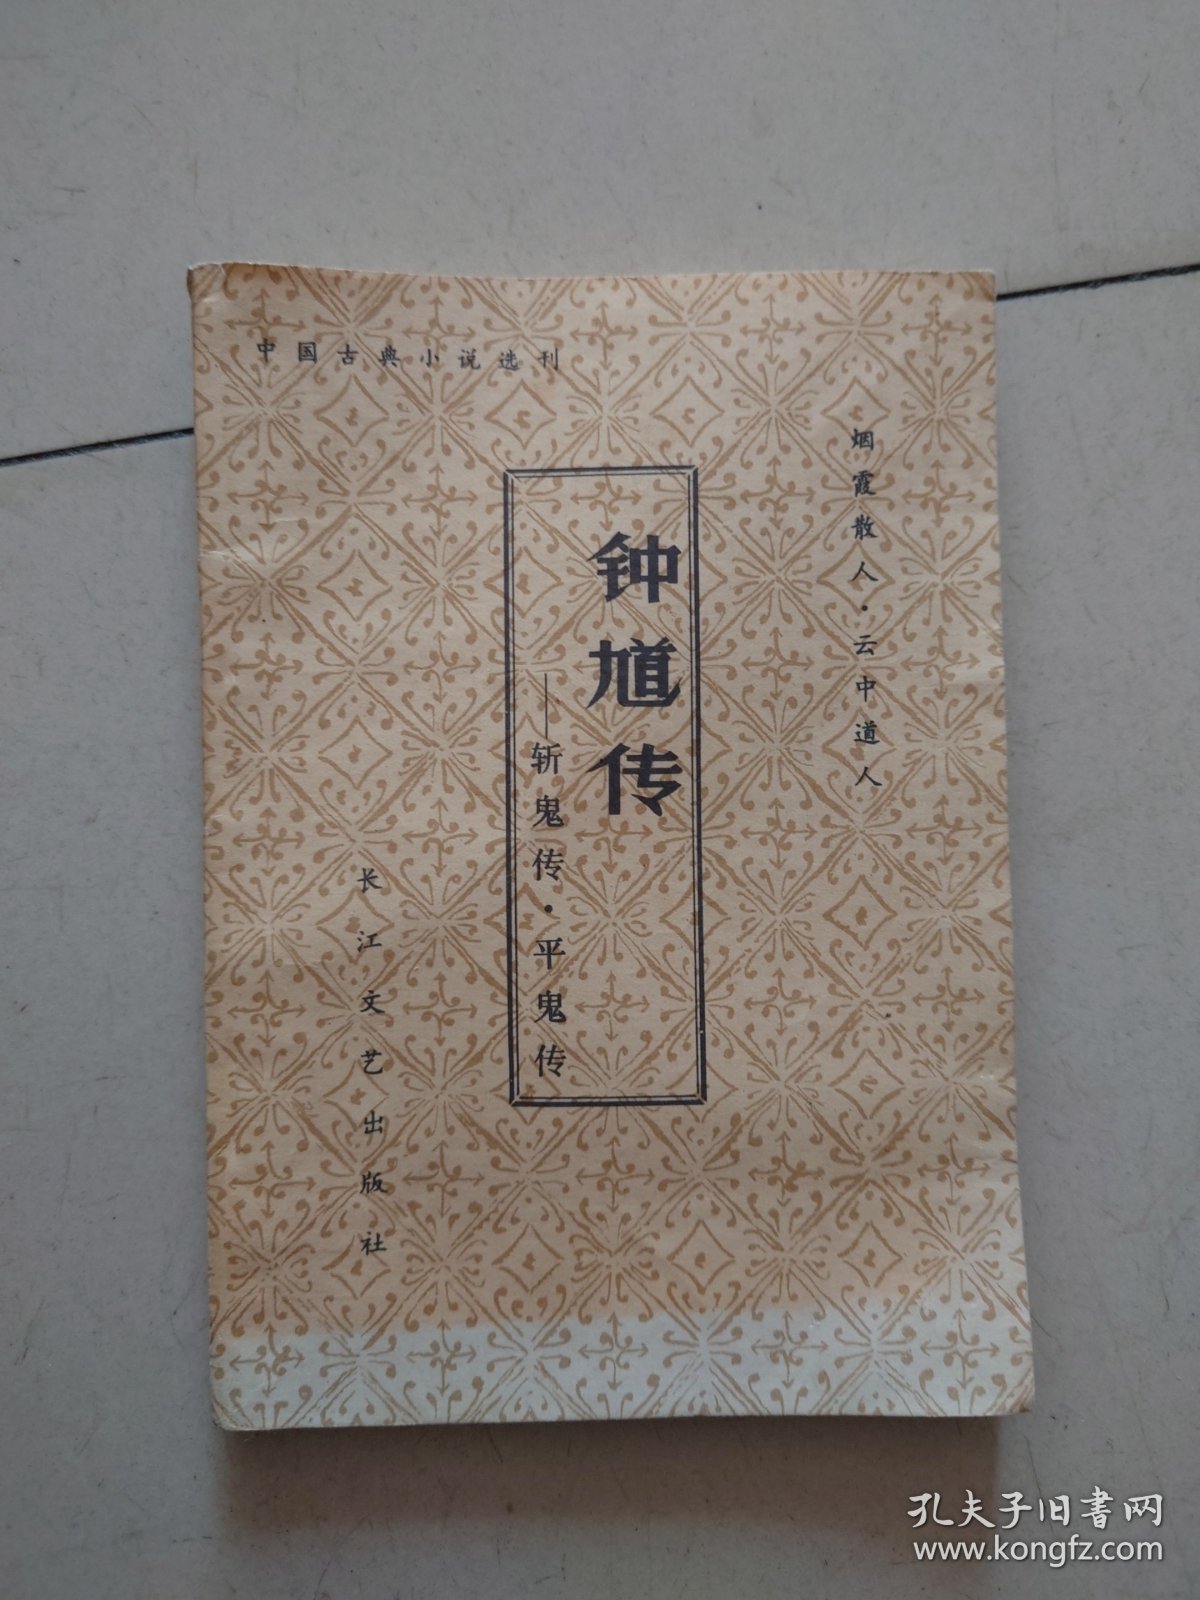 中国古典小说选刊
烟霞散人·云中道人
钟馗传
——斩鬼传·平鬼传
长江文艺出版社
孔夫子旧书网
www.kongfz.com